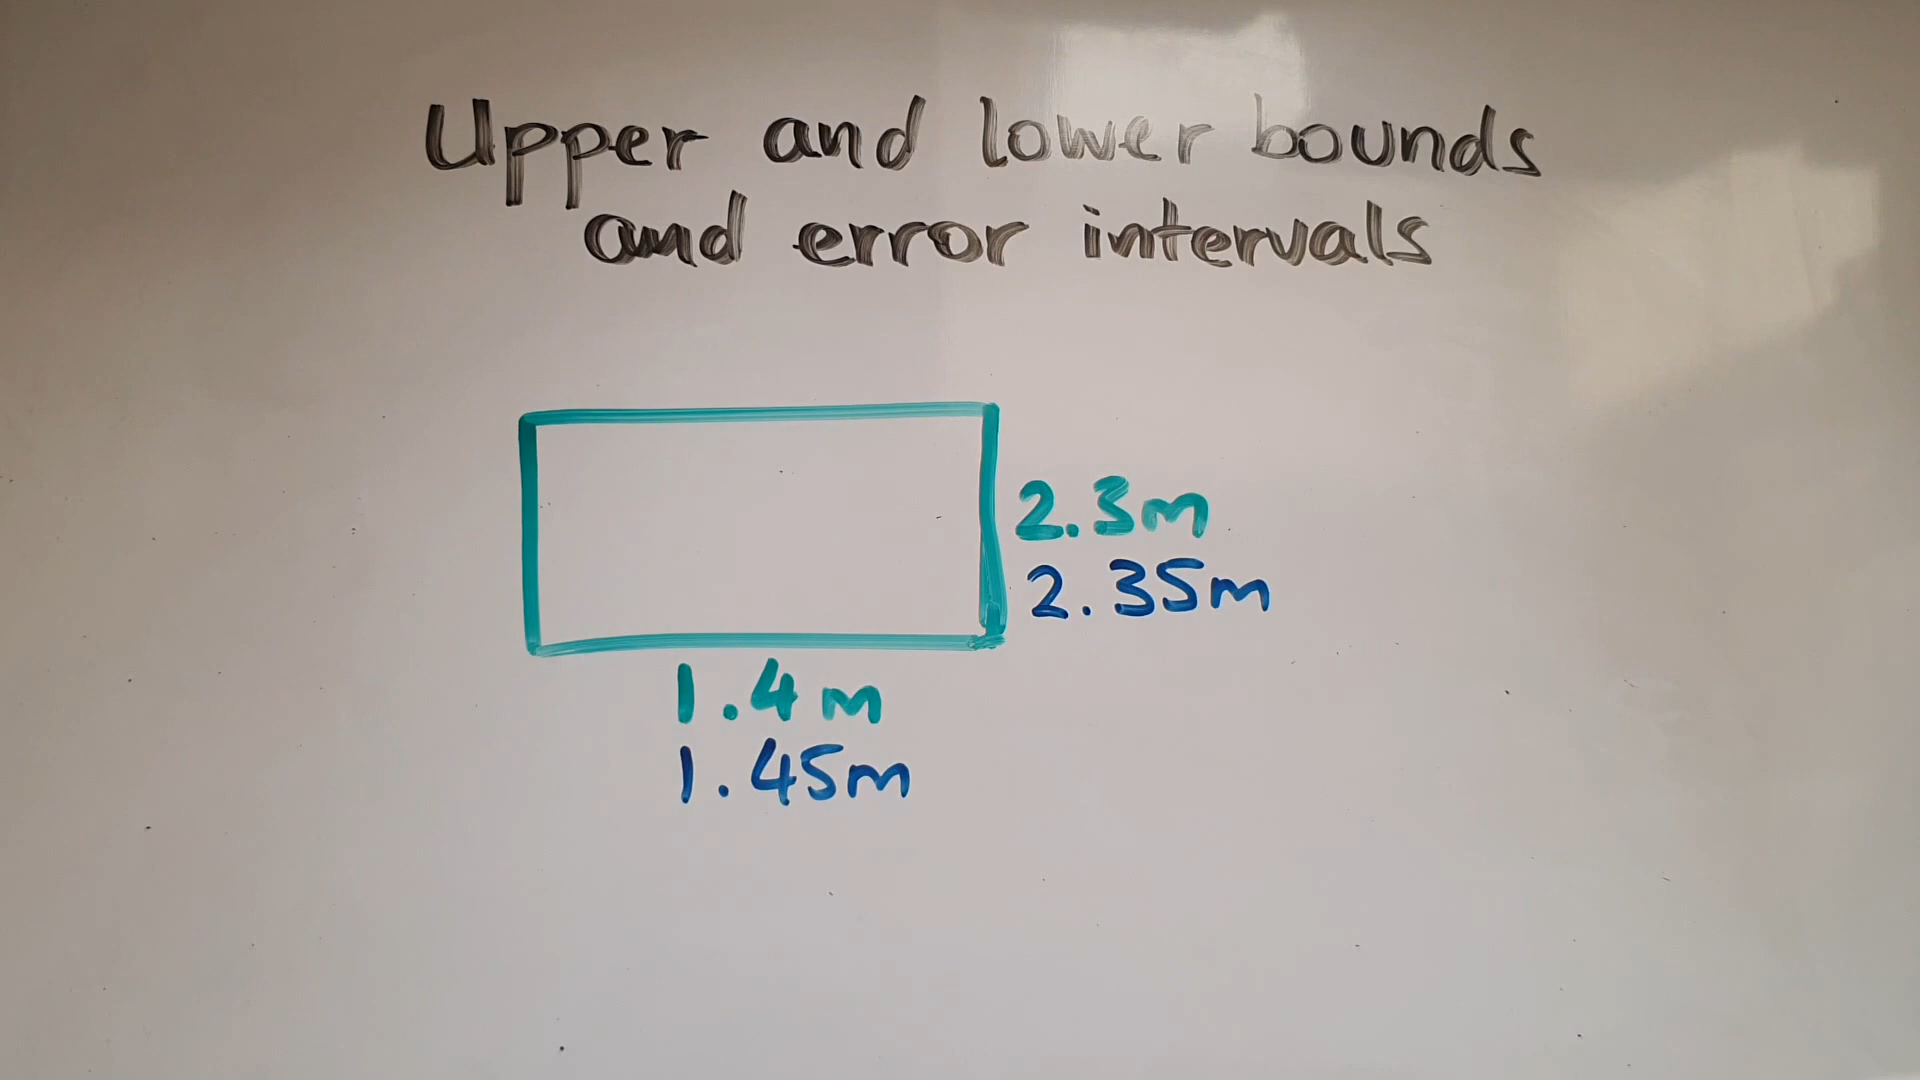 Upper and lower bounds
and error intervals
2.3m
2.35m
1.4m
1.45m